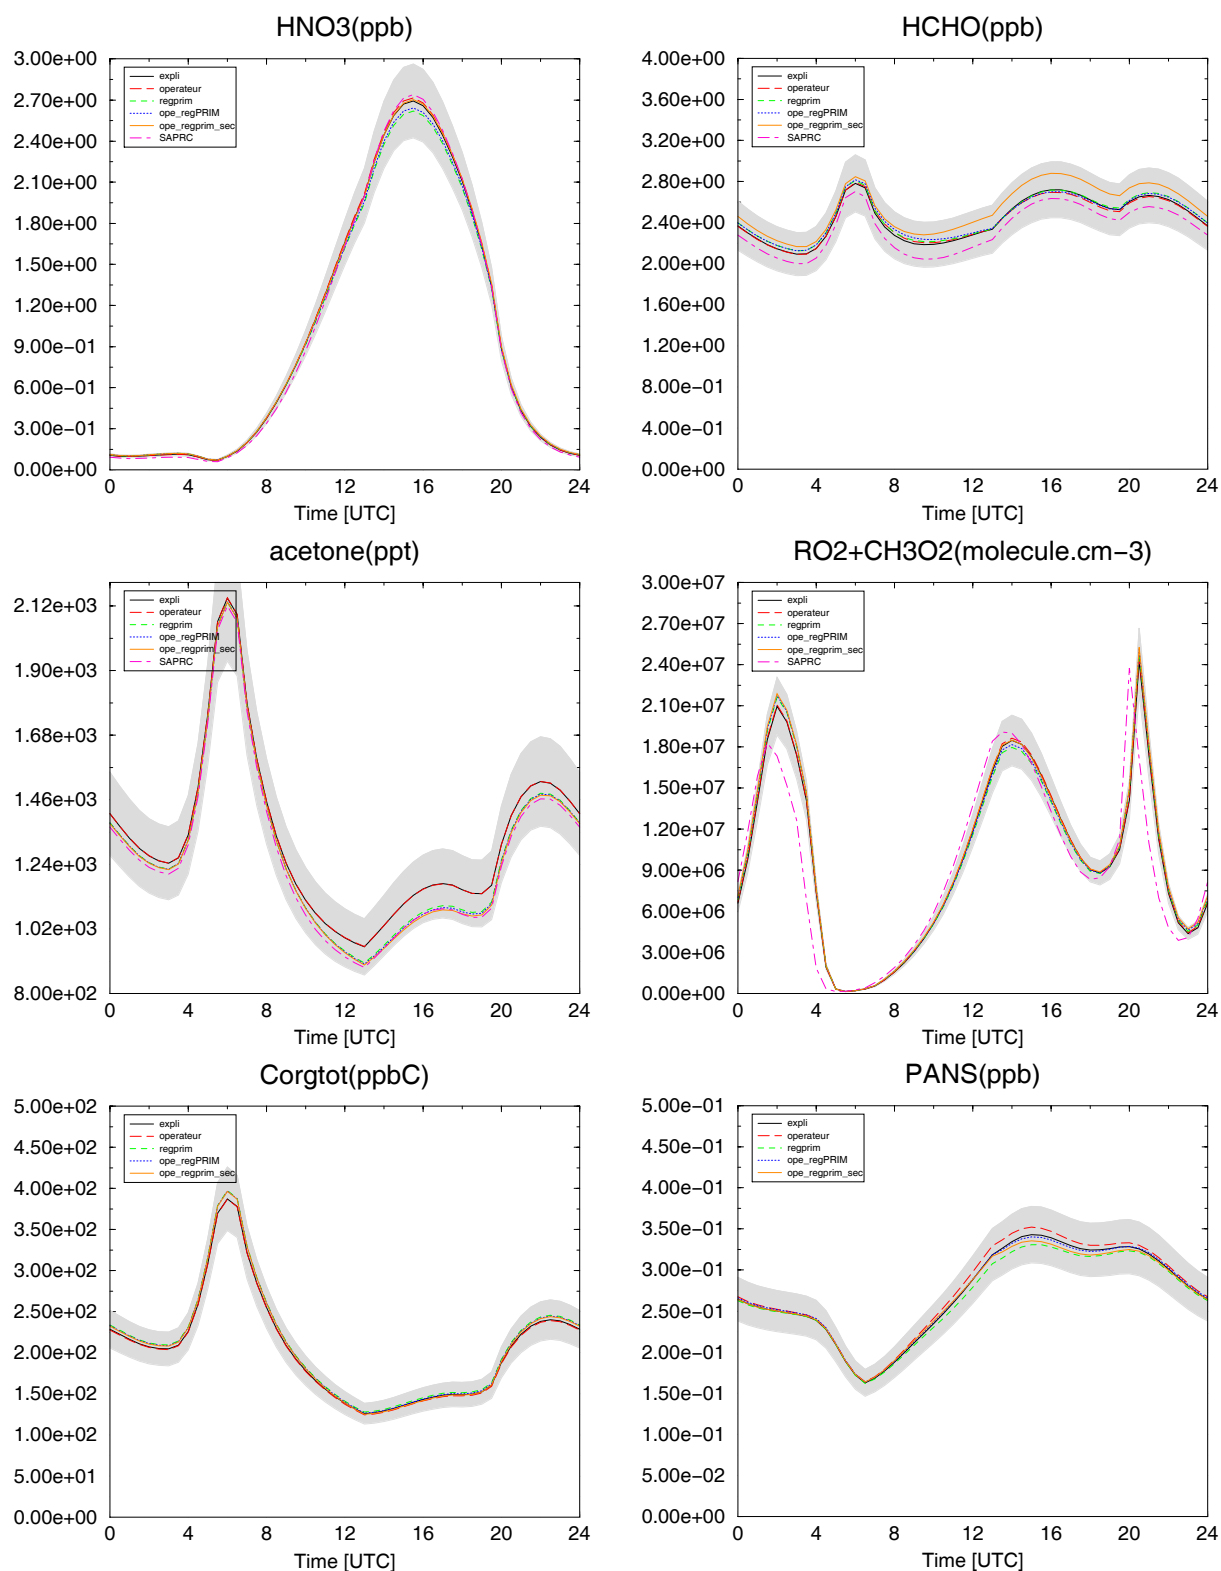 HNO3(ppb)
3.00e+00
2.70e+00
2.40e+00
2.10e+00
1.80e+00
1.50e+00
1.20e+00
9.00e−01
6.00e−01
3.00e−01
0.00e+00
expli
operateur
regprim
ope_regPRIM
ope_regprim_sec
SAPRC
0 4 8 12 16 20 24
Time [UTC]
HCHO(ppb)
4.00e+00
3.60e+00
3.20e+00
2.80e+00
2.40e+00
2.00e+00
1.60e+00
1.20e+00
8.00e−01
4.00e−01
0.00e+00
expli
operateur
regprim
ope_regPRIM
ope_regprim_sec
SAPRC
0 4 8 12 16 20 24
Time [UTC]
acetone(ppt)
2.12e+03
1.90e+03
1.68e+03
1.46e+03
1.24e+03
1.02e+03
8.00e+02
expli
operateur
regprim
ope_regPRIM
ope_regprim_sec
SAPRC
0 4 8 12 16 20 24
Time [UTC]
RO2+CH3O2(molecule.cm−3)
3.00e+07
2.70e+07
2.40e+07
2.10e+07
1.80e+07
1.50e+07
1.20e+07
9.00e+06
6.00e+06
3.00e+06
0.00e+00
expli
operateur
regprim
ope_regPRIM
ope_regprim_sec
SAPRC
0 4 8 12 16 20 24
Time [UTC]
Corgtot(ppbC)
5.00e+02
4.50e+02
4.00e+02
3.50e+02
3.00e+02
2.50e+02
2.00e+02
1.50e+02
1.00e+02
5.00e+01
0.00e+00
expli
operateur
regprim
ope_regPRIM
ope_regprim_sec
0 4 8 12 16 20 24
Time [UTC]
PANS(ppb)
5.00e−01
4.50e−01
4.00e−01
3.50e−01
3.00e−01
2.50e−01
2.00e−01
1.50e−01
1.00e−01
5.00e−02
0.00e+00
expli
operateur
regprim
ope_regPRIM
ope_regprim_sec
0 4 8 12 16 20 24
Time [UTC]